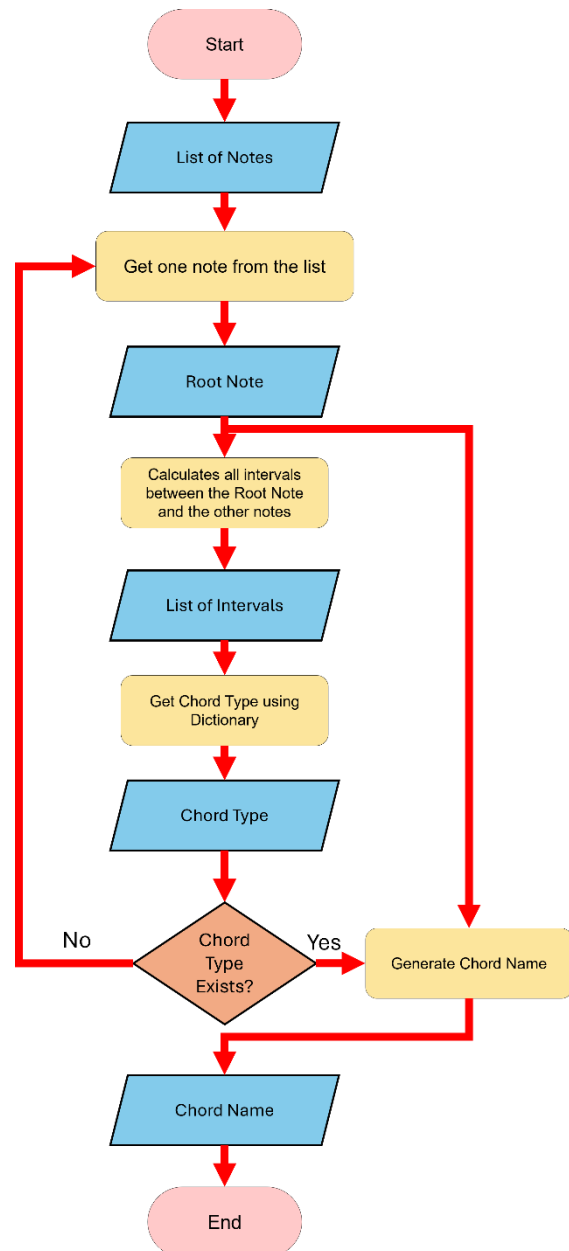 Start
List of Notes
Get one note from the list
Root Note
Calculates all intervals
between the Root Note
and the other notes
List of Intervals
Get Chord Type using
Dictionary
Chord Type
No
Chord
Type
Exists?
Yes
Generate Chord Name
Chord Name
End